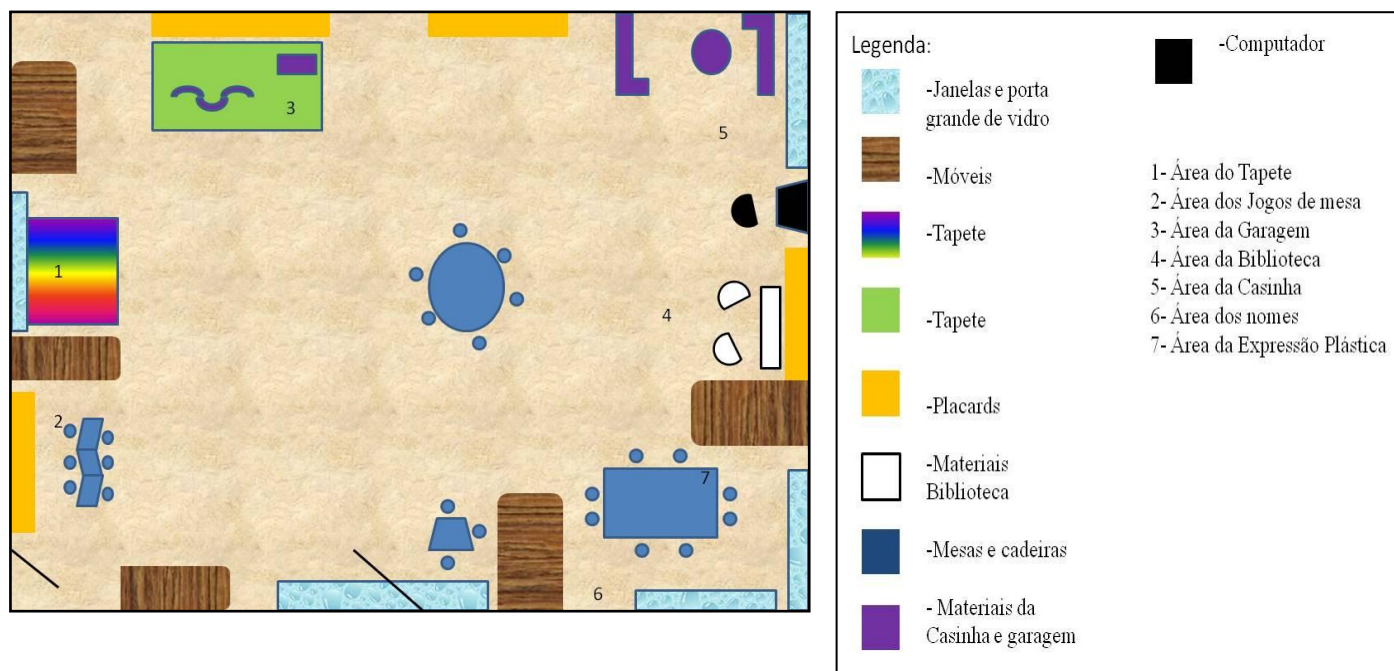 3
5
1
4
2
7
6
Legenda:
-Janelas e porta
grande de vidro
-Móveis
-Tapete
-Tapete
-Placards
-Materiais
Biblioteca
-Mesas e cadeiras
- Materiais da
Casinha e garagem
-Computador
1- Área do Tapete
2- Área dos Jogos de mesa
3- Área da Garagem
4- Área da Biblioteca
5- Área da Casinha
6- Área dos nomes
7- Área da Expressão Plástica